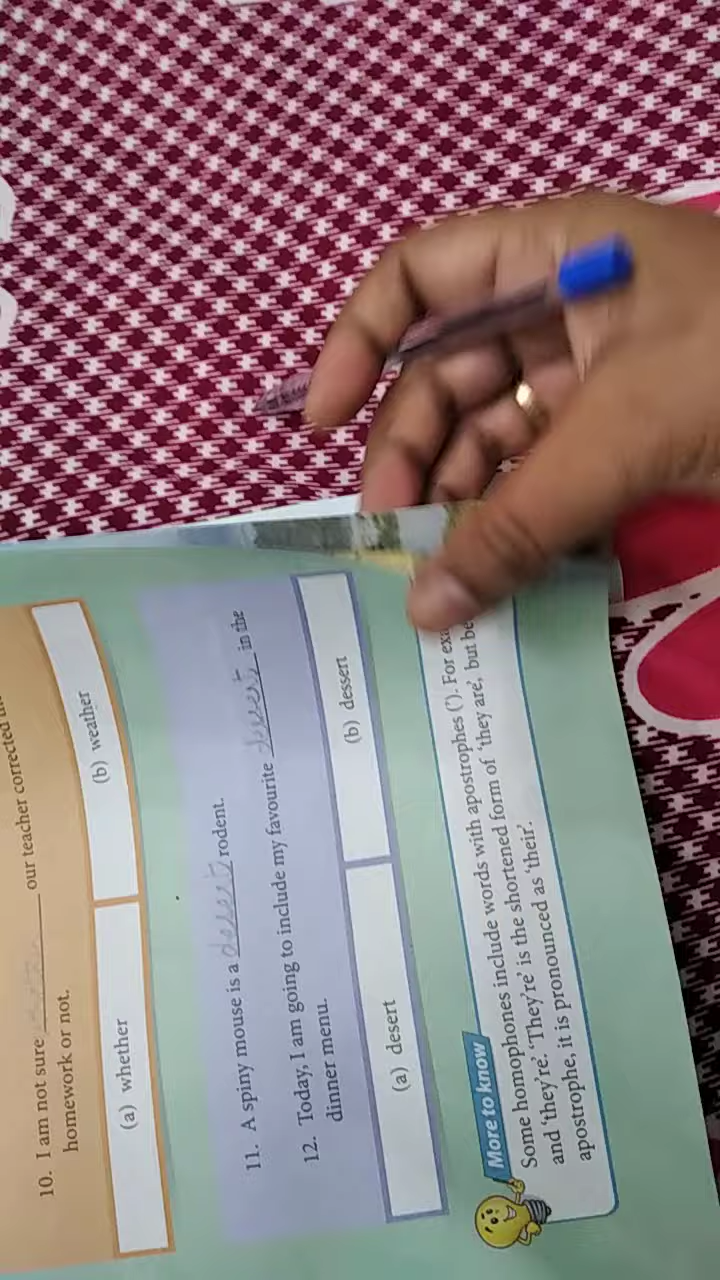 10. I am not sure our teacher corrected
homework or not.
(a) whether (b) weather
11. A spiny mouse is a desert rodent.
12. Today, I am going to include my favourite in the
dinner menu.
(a) desert (b) dessert
More to know
Some homophones include words with apostrophes ('). For
and 'they're'. 'They're' is the shortened form of 'they are', but
apostrophe, it is pronounced as 'their'.